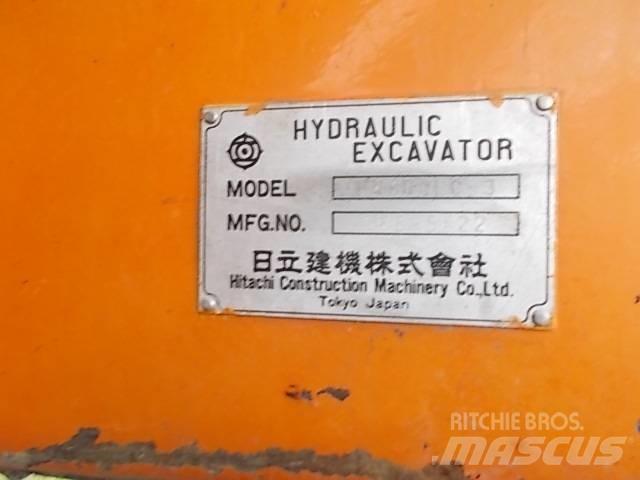 HYDRAULIC
EXCAVATOR
MODEL
MFG.NO.
日立建機株式會社
Hitachi Construction Machinery Co.,Ltd.
Tokyo Japan
RITCHIE BROS.
MASCUS